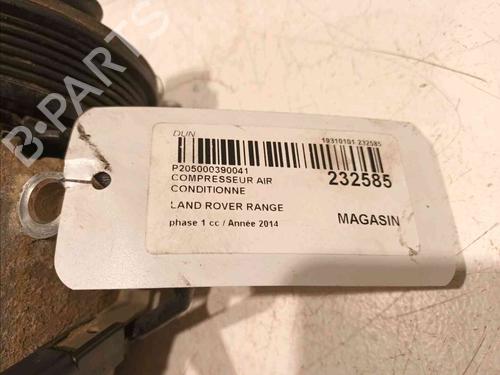 DUN
19310101 232585
P205000390041
COMPRESSEUR AIR
CONDITIONNE
232585
LAND ROVER RANGE
MAGASIN
phase 1 cc / Année 2014
B-PARTS